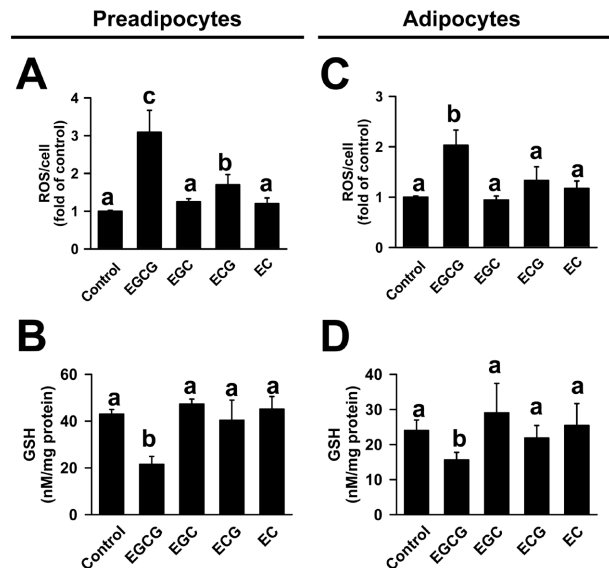 Preadipocytes
Adipocytes
A
ROS/cell
(fold of control)
4
3
2
1
0
a
c
a
b
a
Control
EGCG
EGC
ECG
EC
C
ROS/cell
(fold of control)
3
2
1
0
a
b
a
a
a
Control
EGCG
EGC
ECG
EC
B
GSH
(nM/mg protein)
60
40
20
0
a
b
a
a
a
Control
EGCG
EGC
ECG
EC
D
GSH
(nM/mg protein)
40
30
20
10
0
a
b
a
a
a
Control
EGCG
EGC
ECG
EC